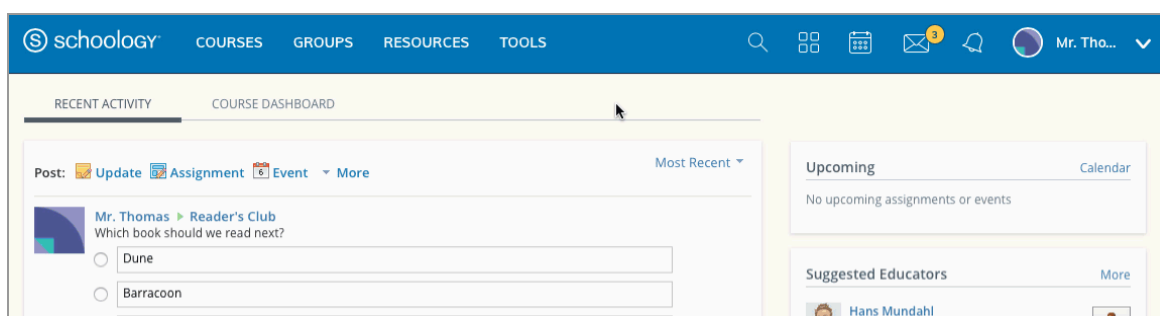 schoology COURSES GROUPS RESOURCES TOOLS 3 Mr. Tho...
RECENT ACTIVITY COURSE DASHBOARD
Post: Update Assignment 6 Event More Most Recent
Mr. Thomas Reader's Club
Which book should we read next?
Dune
Barracoon
Upcoming Calendar
No upcoming assignments or events
Suggested Educators More
Hans Mundahl